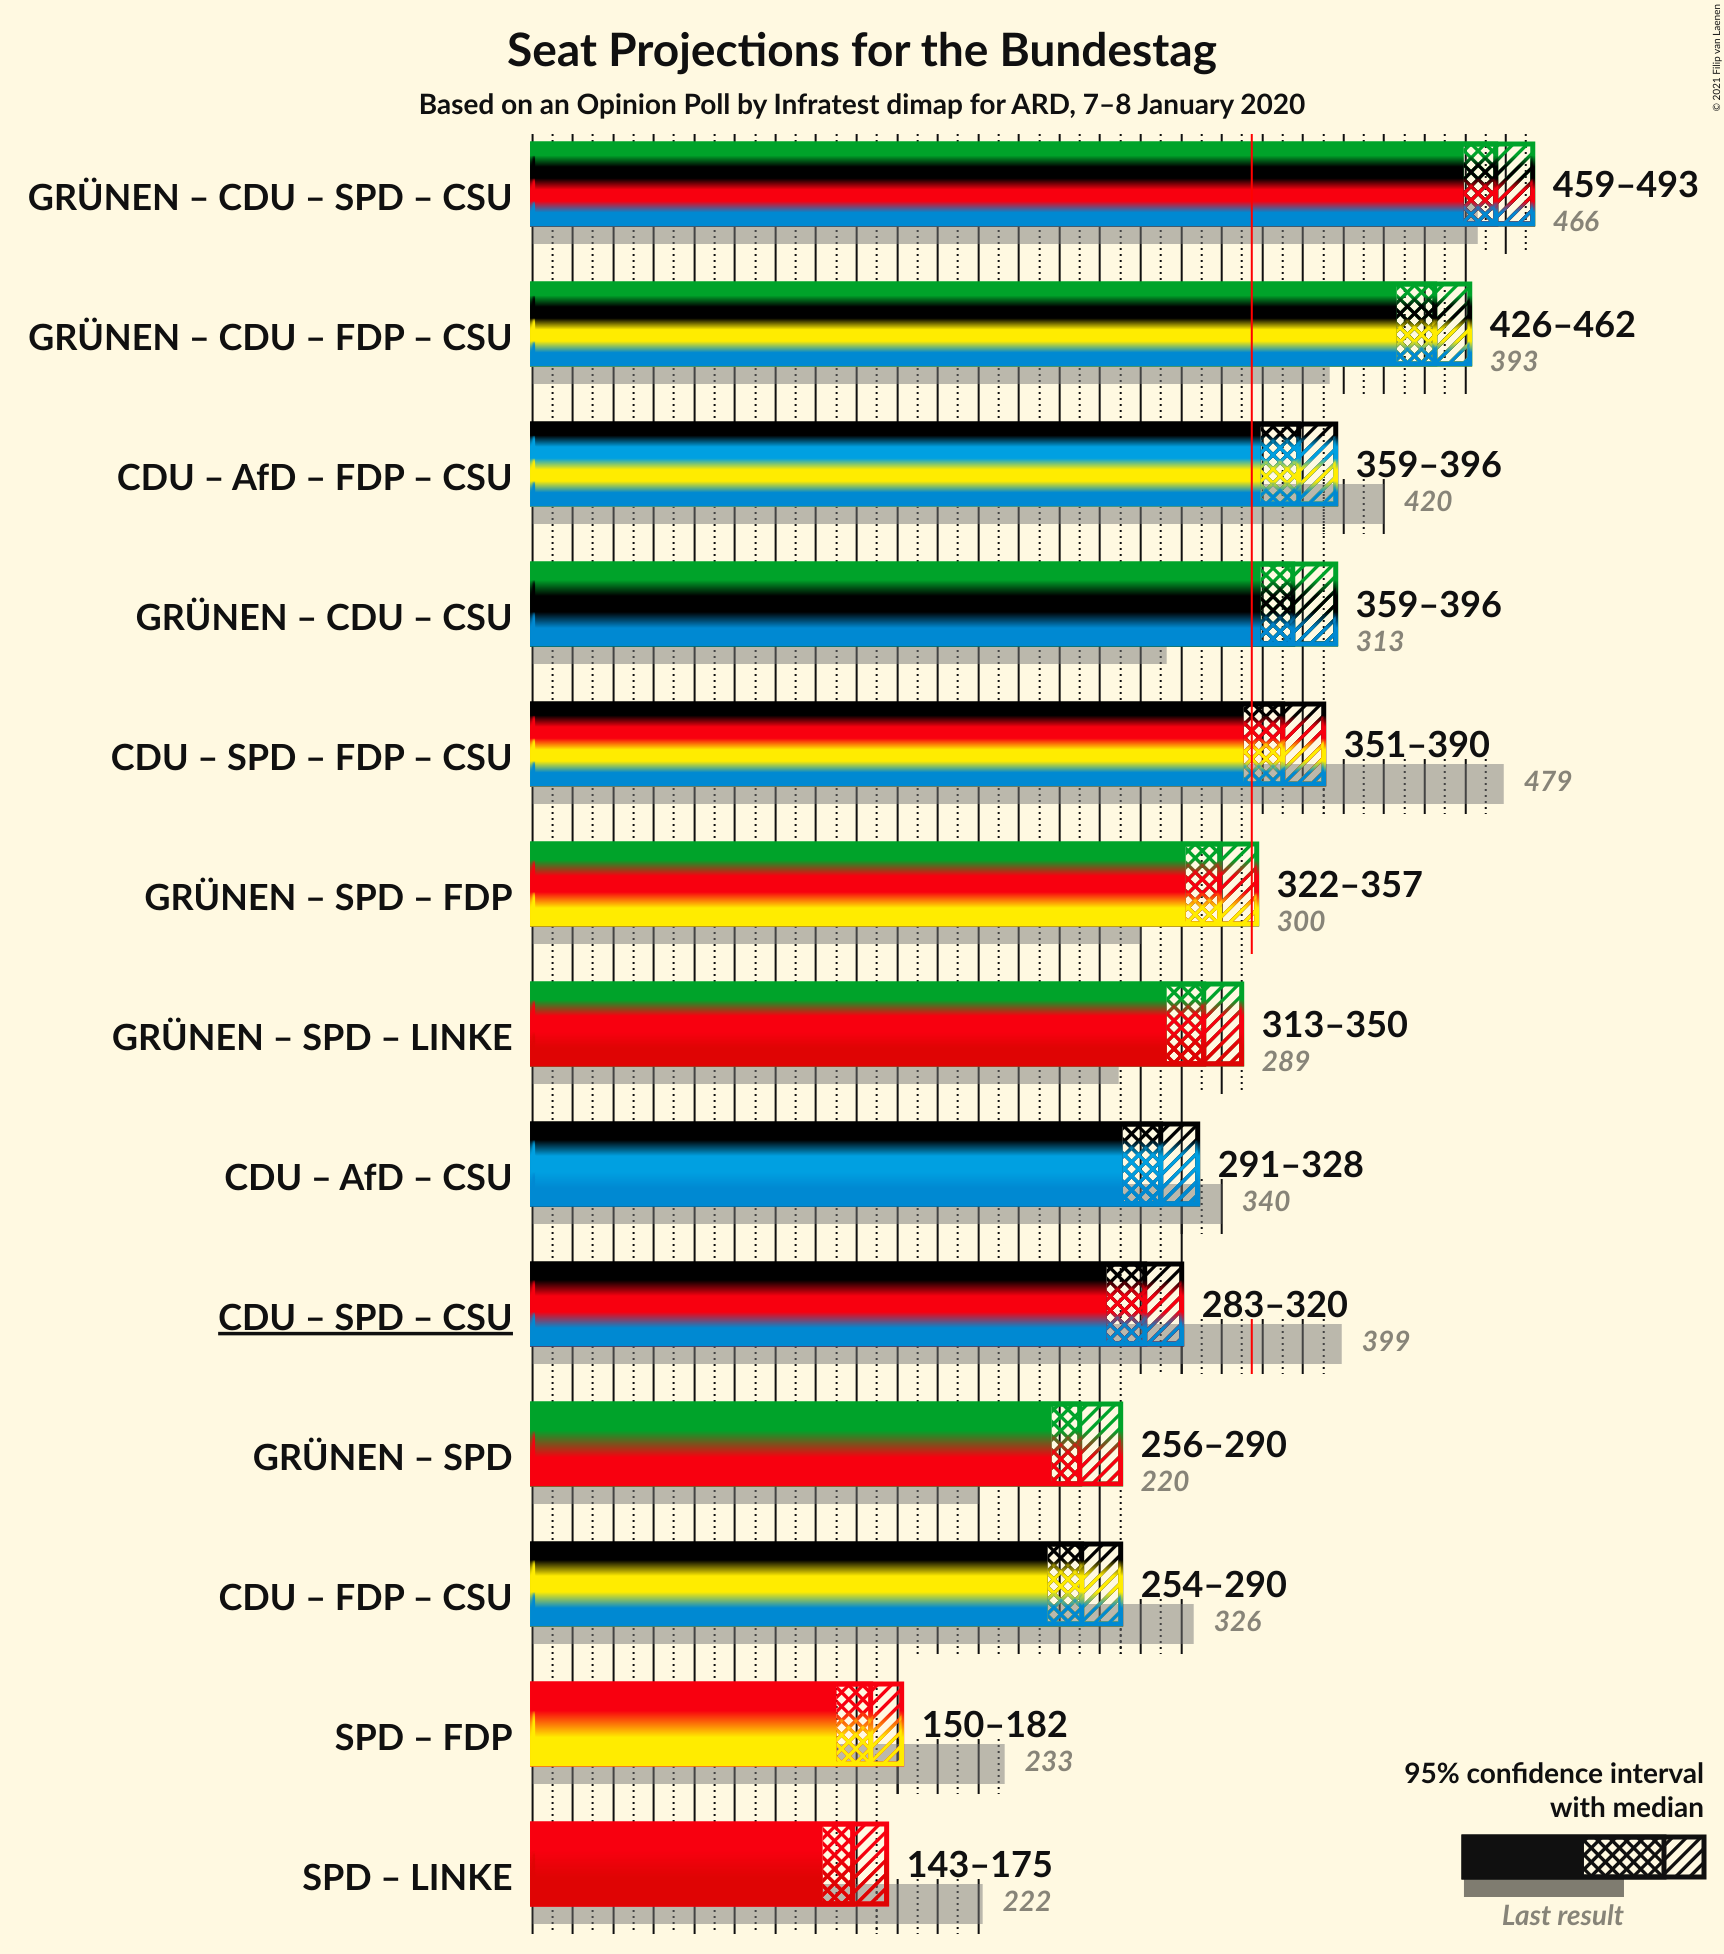 Seat Projections for the Bundestag
Based on an Opinion Poll by Infratest dimap for ARD, 7–8 January 2020
© 2021 Filip van Laenen
GRÜNEN – CDU – SPD – CSU
459–493
466
GRÜNEN – CDU – FDP – CSU
426–462
393
CDU – AfD – FDP – CSU
359–396
420
GRÜNEN – CDU – CSU
359–396
313
CDU – SPD – FDP – CSU
351–390
479
GRÜNEN – SPD – FDP
322–357
300
GRÜNEN – SPD – LINKE
313–350
289
CDU – AfD – CSU
291–328
340
CDU – SPD – CSU
283–320
399
GRÜNEN – SPD
256–290
220
CDU – FDP – CSU
254–290
326
SPD – FDP
150–182
233
SPD – LINKE
143–175
222
95% confidence interval
with median
Last result